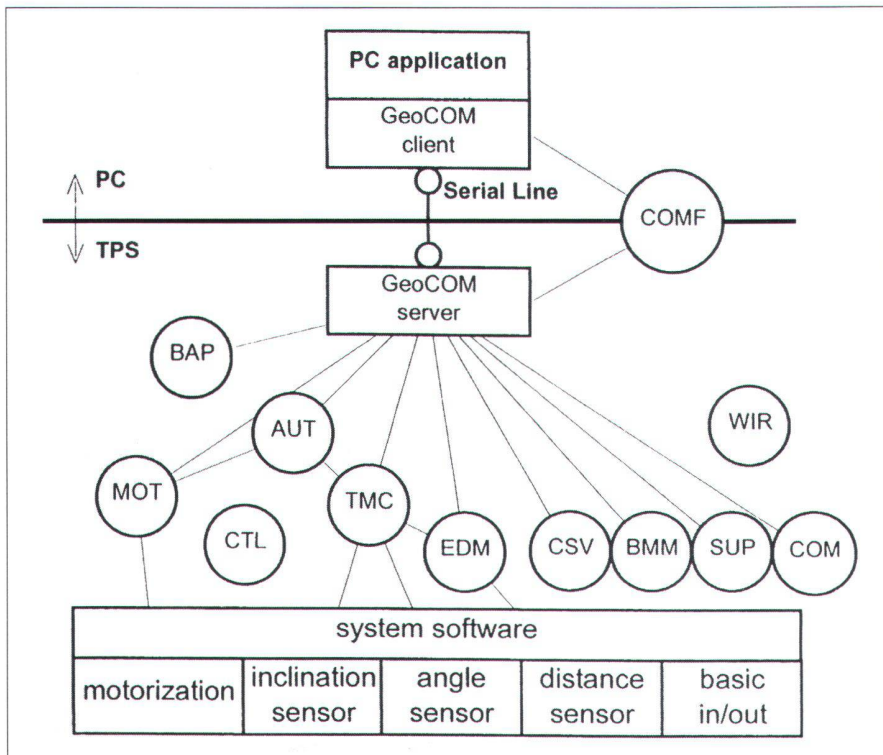 PC application
GeoCOM
client
PC
Serial Line
COMF
TPS
GeoCOM
server
BAP
AUT
WIR
MOT
TMC
CTL
EDM
CSV
BMM
SUP
COM
system software
motorization
inclination
sensor
angle
sensor
distance
sensor
basic
in/out